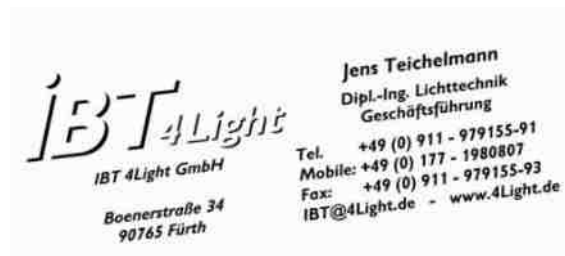 iBT 4Light
IBT 4Light GmbH
Boenerstraße 34
90765 Fürth
Jens Teichelmann
Dipl.-Ing. Lichttechnik
Geschäftsführung
Tel. +49 (0) 911 - 979155-91
Mobile: +49 (0) 177 - 1980807
Fax: +49 (0) 911 - 979155-93
IBT@4Light.de - www.4Light.de